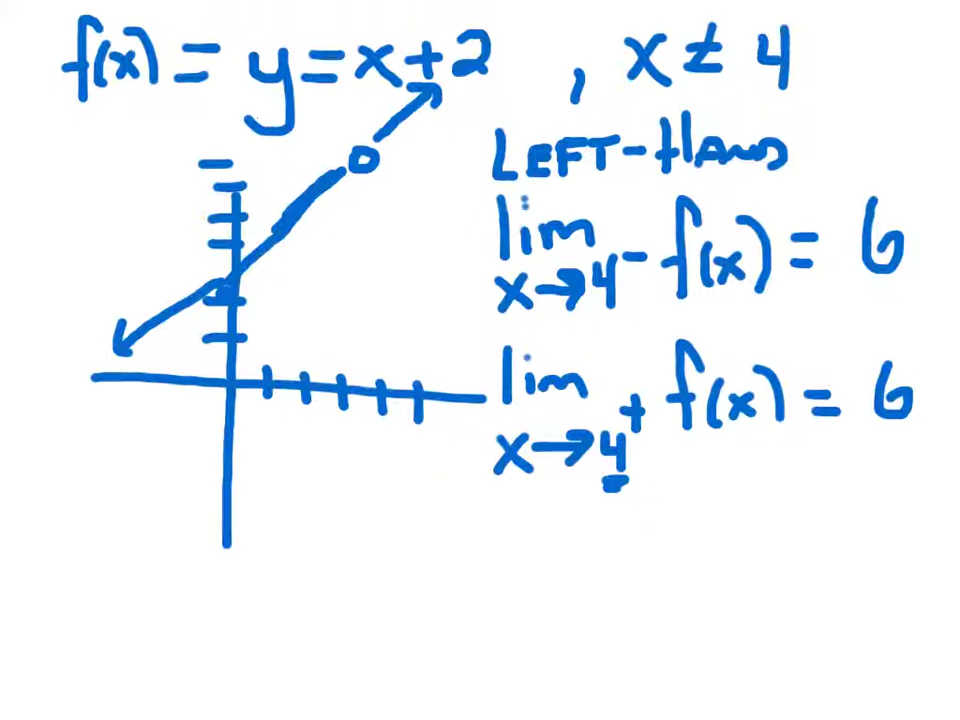 f(x) = y = x + 2 , x ≠ 4
LEFT-HAND
lim x→4⁻ f(x) = 6
lim x→4⁺ f(x) = 6